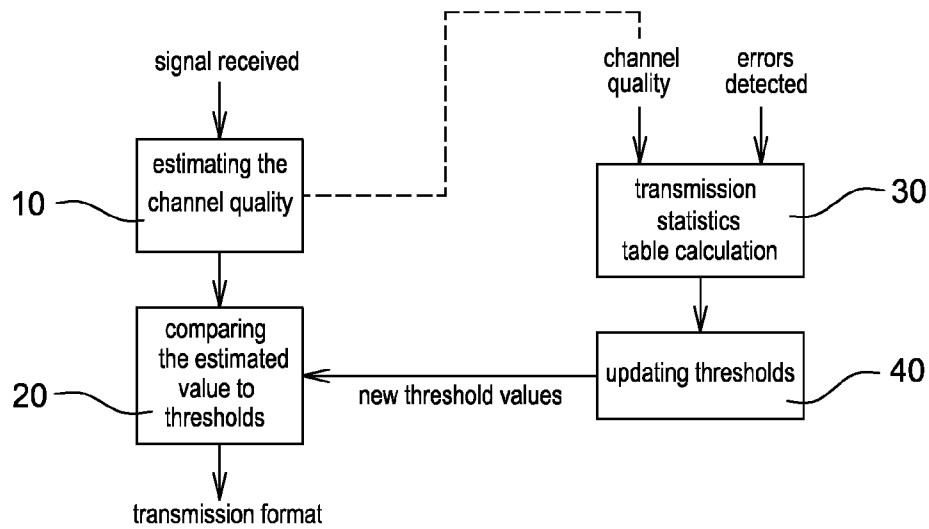 signal received
estimating the
channel quality
10
comparing
the estimated
value to
thresholds
20
transmission format
channel
quality
errors
detected
transmission
statistics
table calculation
30
updating thresholds
40
new threshold values